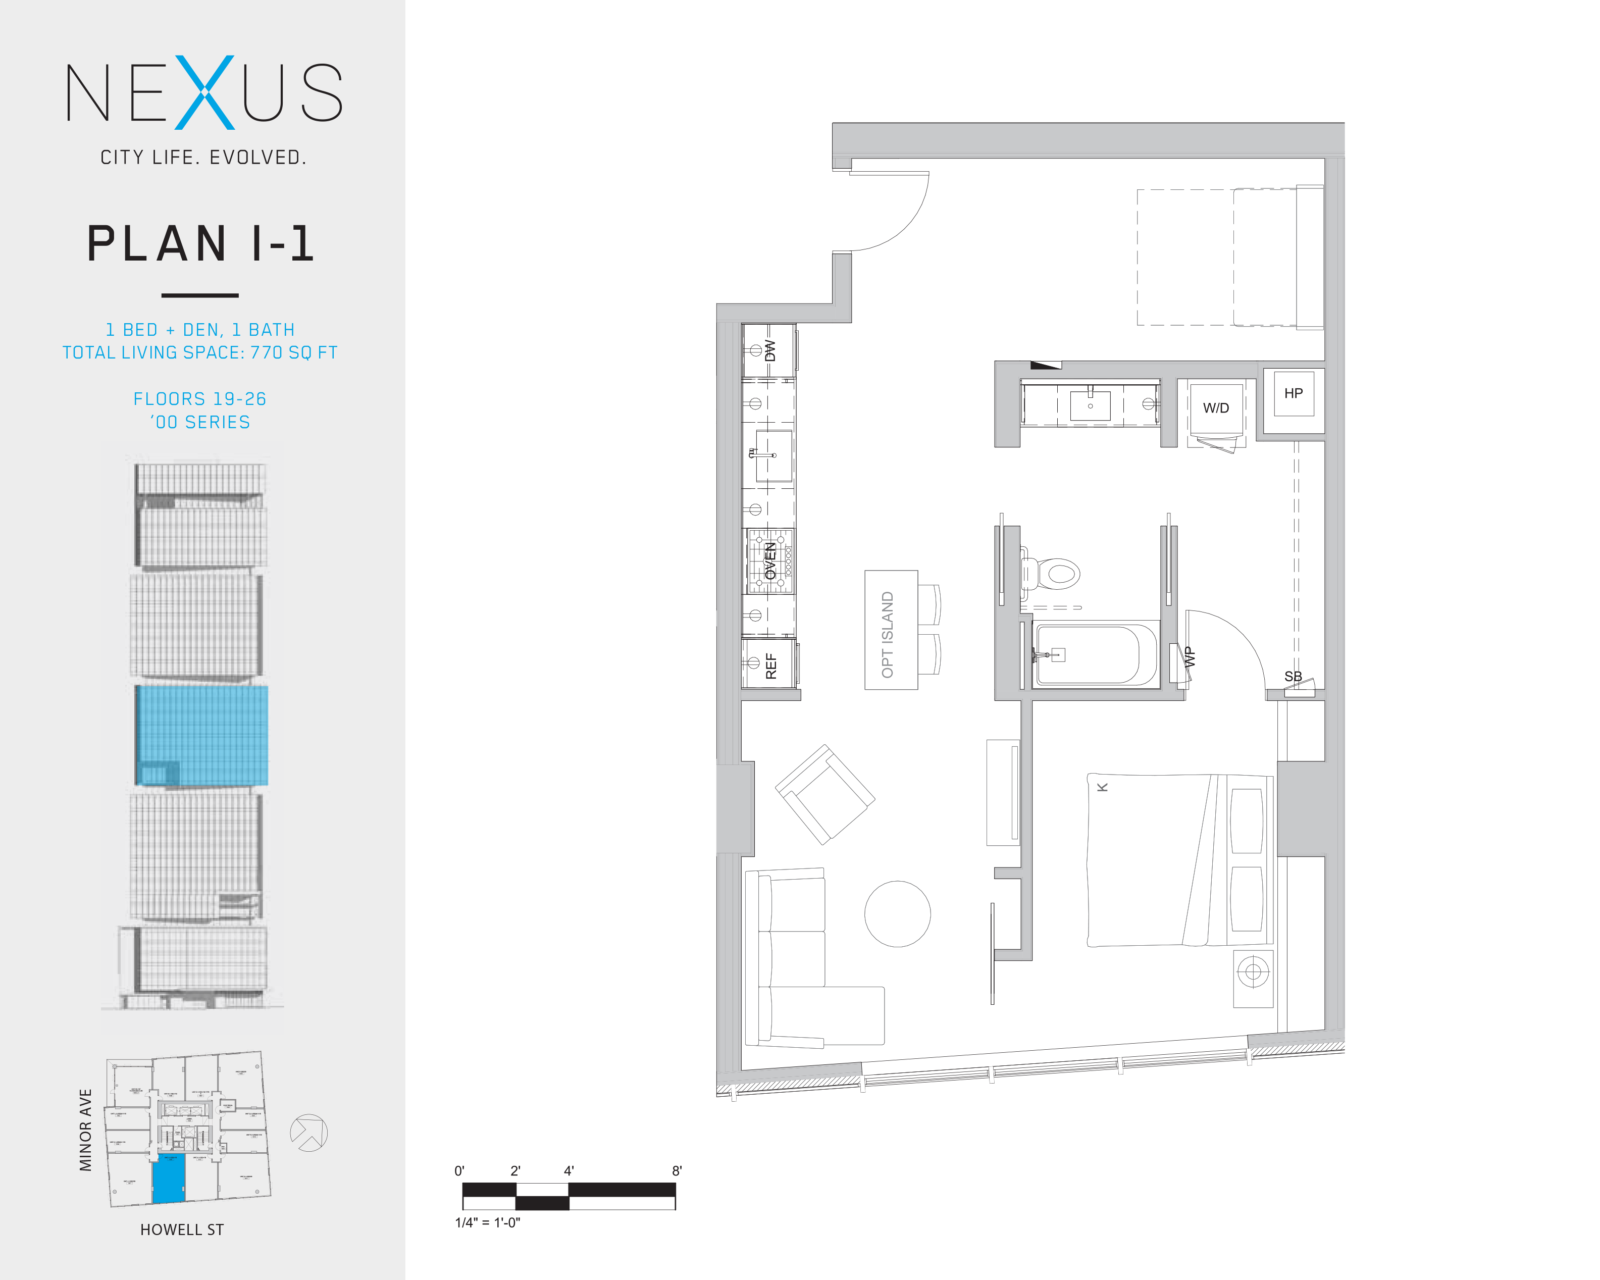 NEXUS
CITY LIFE. EVOLVED.
PLAN I-1
1 BED + DEN, 1 BATH
TOTAL LIVING SPACE: 770 SQ FT
FLOORS 19-26
’00 SERIES
MINOR AVE
HOWELL ST
DW
OVEN
REF
OPT ISLAND
W/D
HP
WP
SB
K
0' 2' 4' 8'
1/4" = 1'-0"